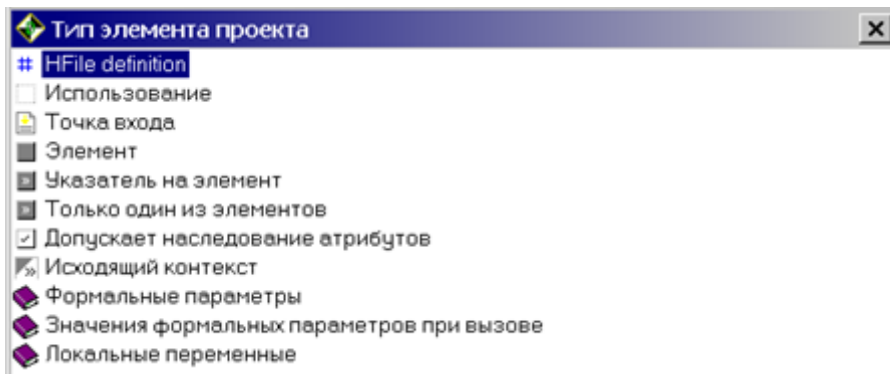 Тип элемента проекта
HFile definition
Использование
Точка входа
Элемент
Указатель на элемент
Только один из элементов
Допускает наследование атрибутов
Исходящий контекст
Формальные параметры
Значения формальных параметров при вызове
Локальные переменные